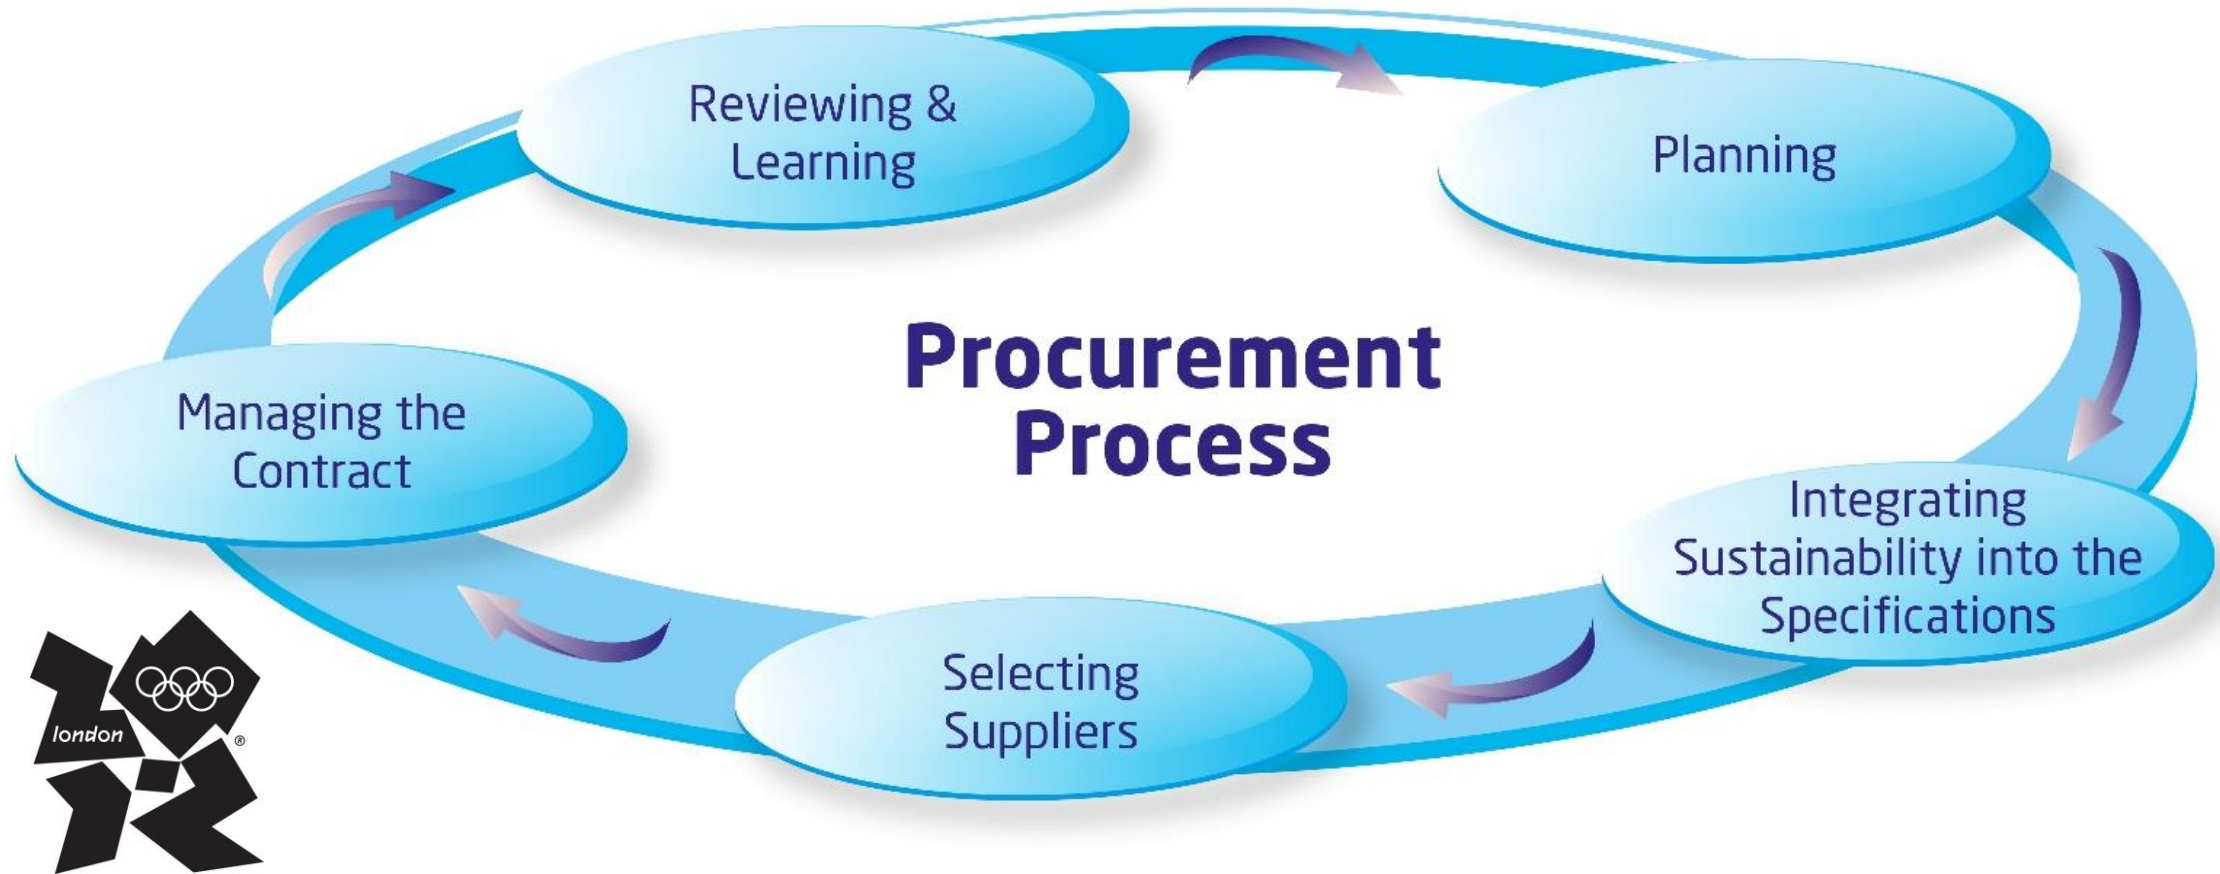 Reviewing &
Learning
Planning
Procurement
Process
Managing the
Contract
Integrating
Sustainability into the
Specifications
Selecting
Suppliers
london
®